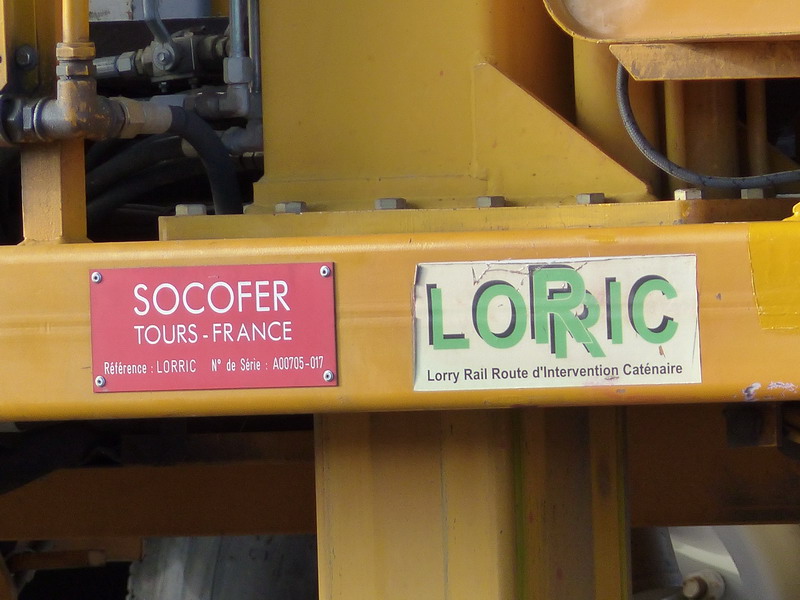 SOCOFER
TOURS - FRANCE
Référence : LORRIC N° de Série : A00705-017
LORRIC
Lorry Rail Route d'Intervention Caténaire